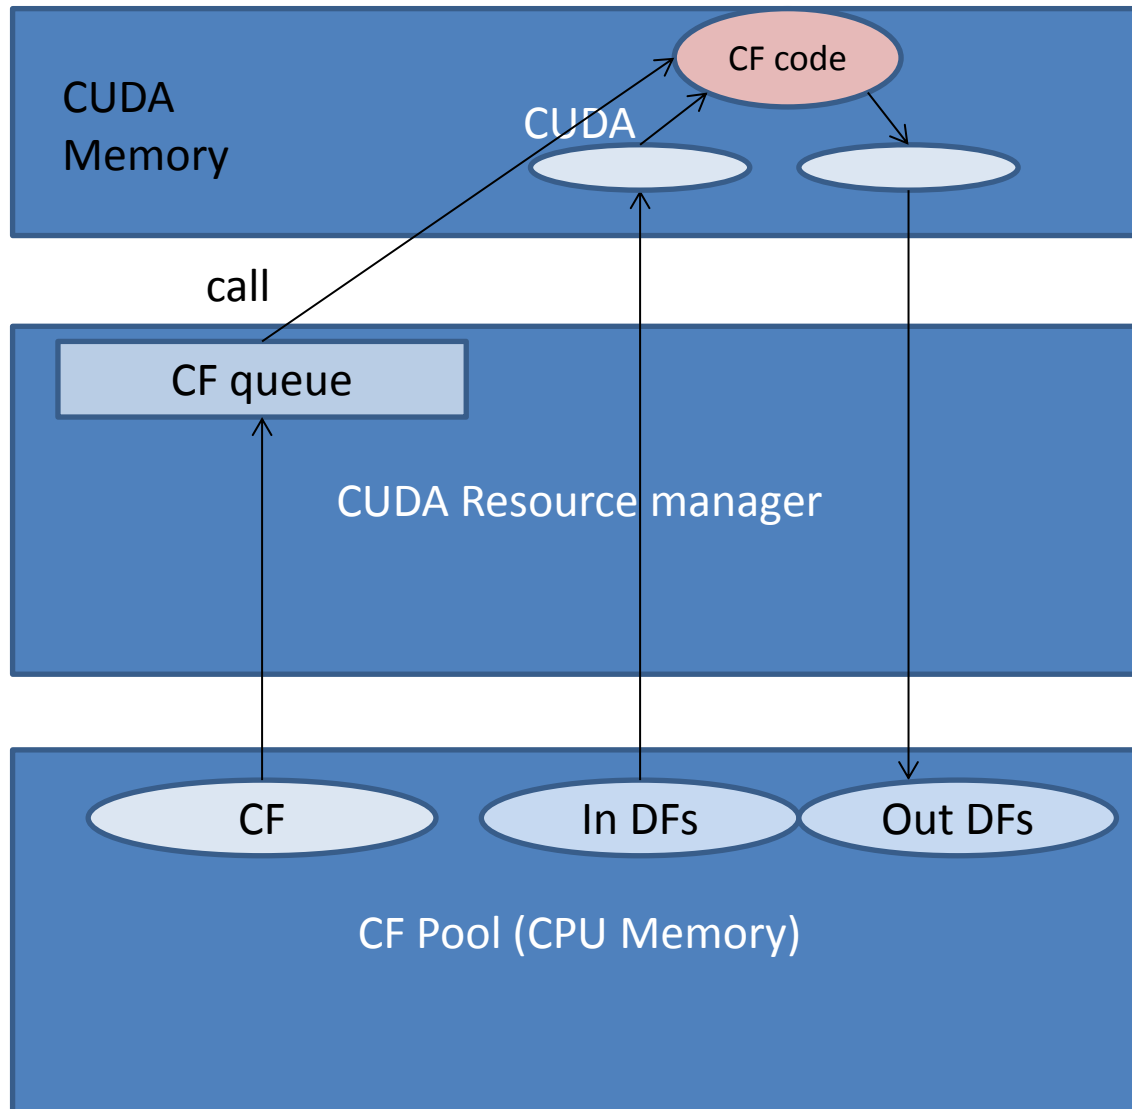 CF code
CUDA
Memory
CUDA
call
CF queue
CUDA Resource manager
CF
In DFs
Out DFs
CF Pool (CPU Memory)